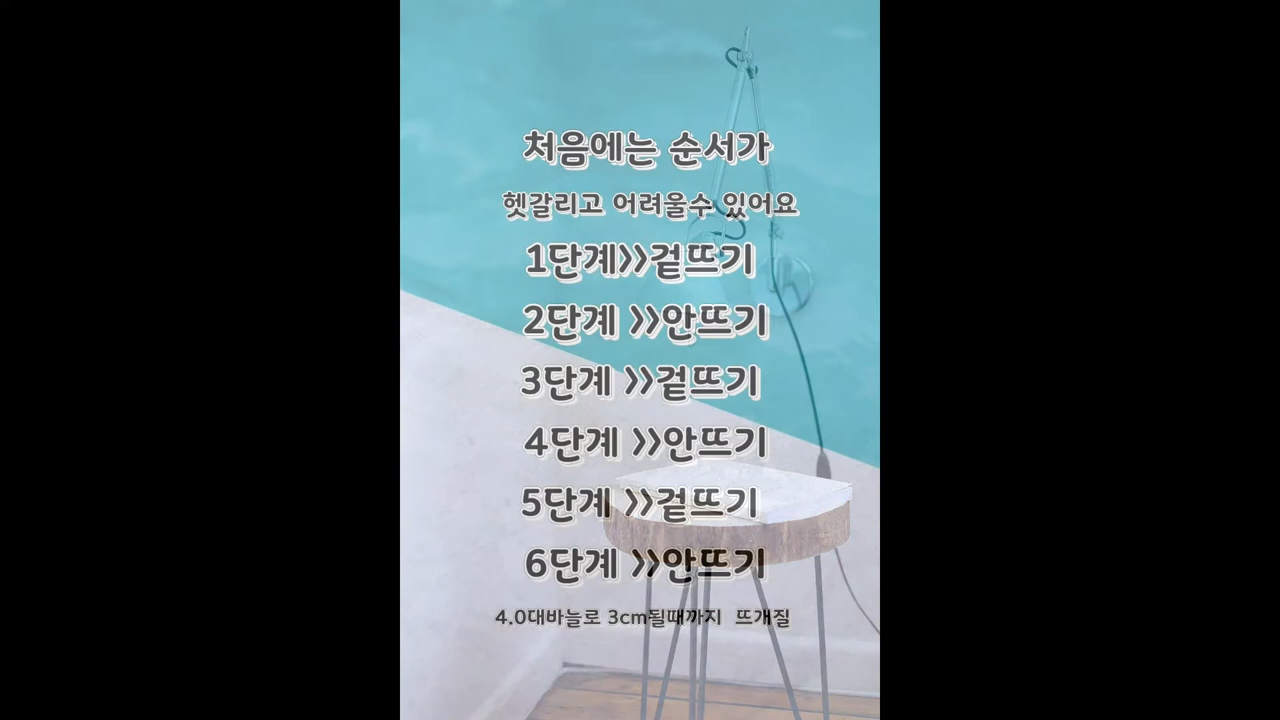 처음에는 순서가
헷갈리고 어려울수 있어요
1단계>>겉뜨기
2단계 >>안뜨기
3단계 >>겉뜨기
4단계 >>안뜨기
5단계 >>겉뜨기
6단계 >>안뜨기
4.0대바늘로 3cm될때까지 뜨개질